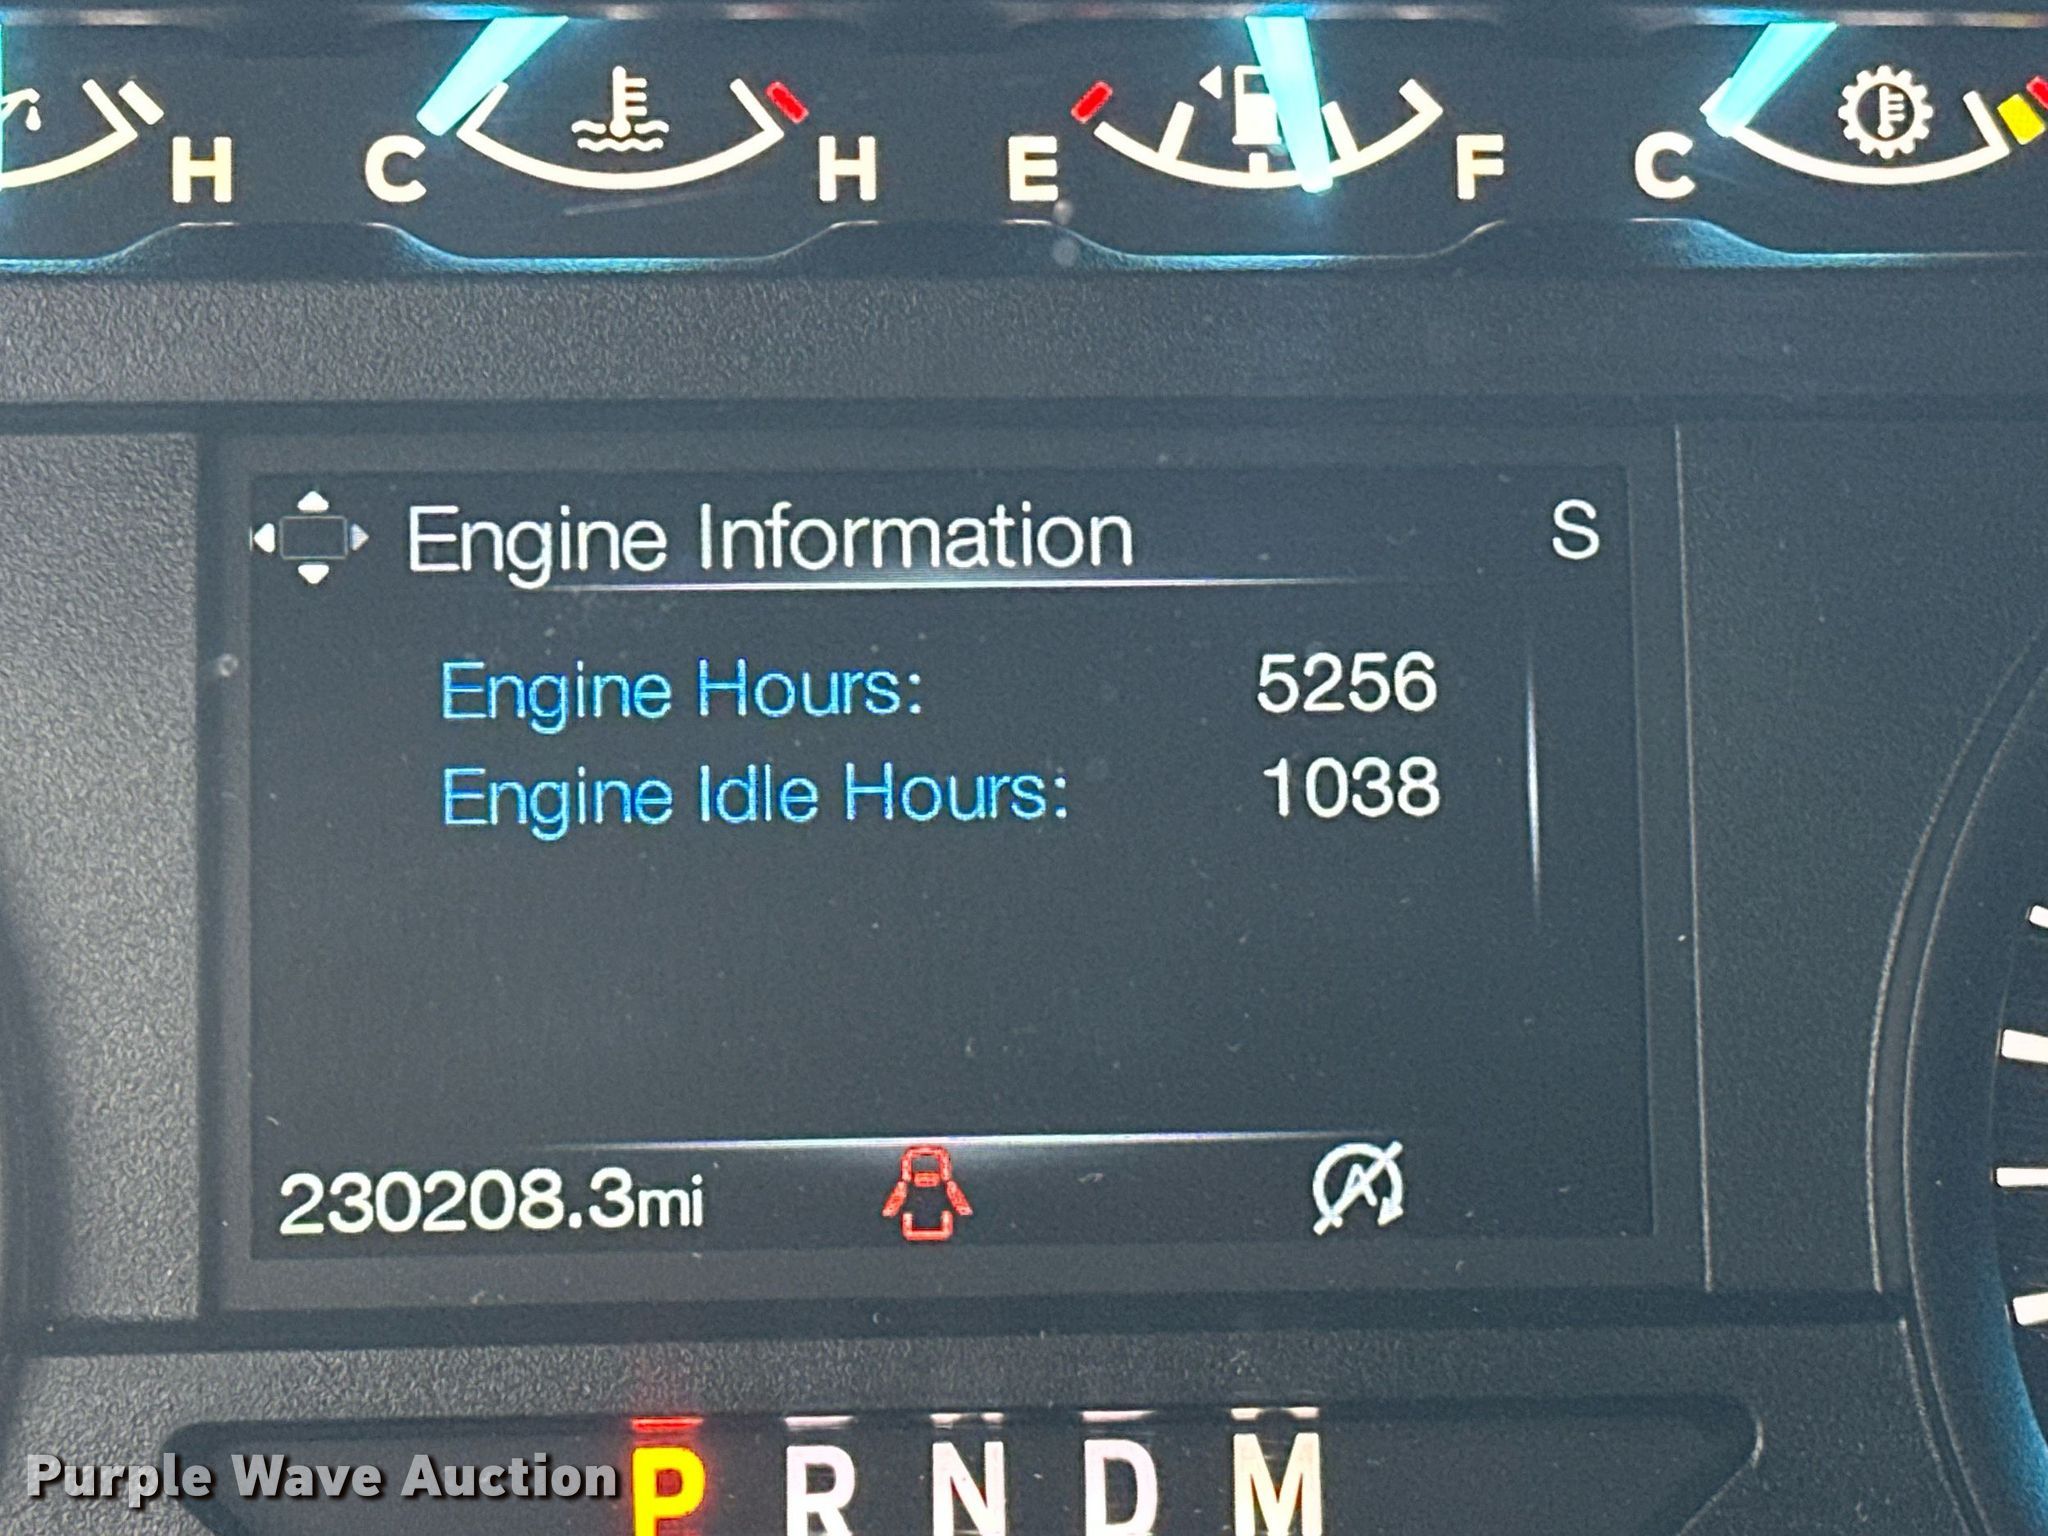 H C H E F C
Engine Information S
Engine Hours: 5256
Engine Idle Hours: 1038
230208.3mi
P R N D M
Purple Wave Auction